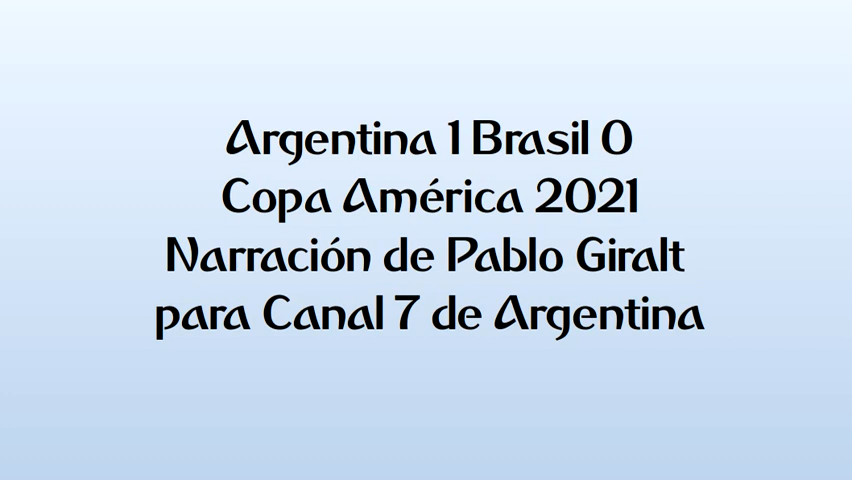 Argentina 1 Brasil 0
Copa América 2021
Narración de Pablo Giralt
para Canal 7 de Argentina